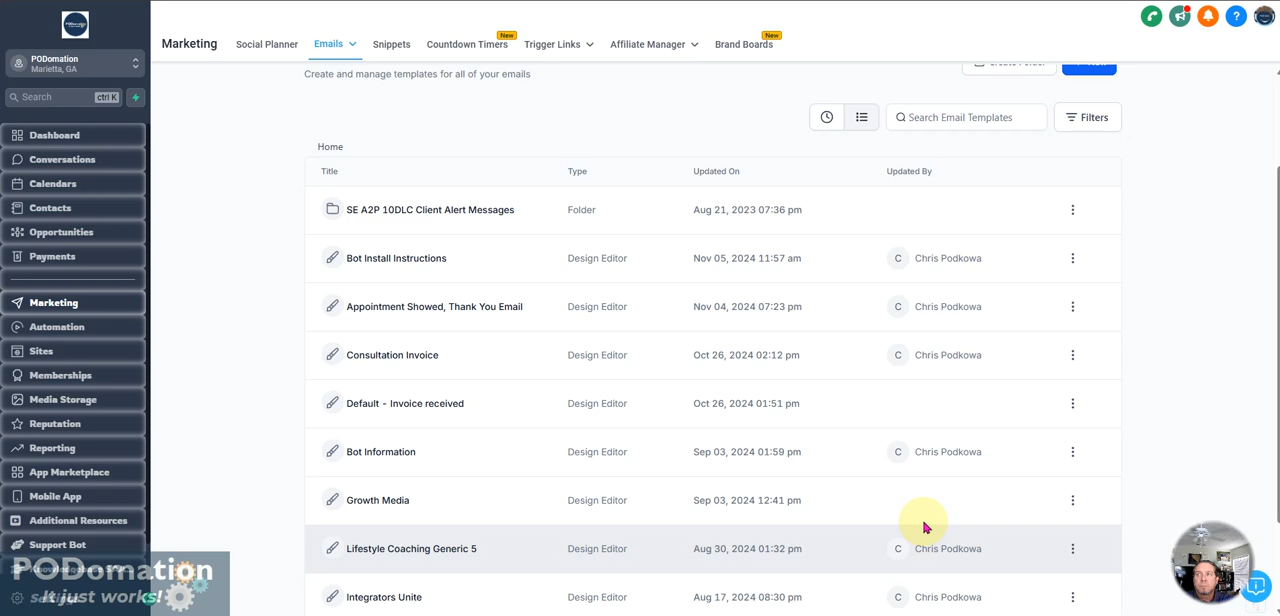 PODomation
Marietta, GA
Search
ctrl K
Dashboard
Conversations
Calendars
Contacts
Opportunities
Payments
Marketing
Automation
Sites
Memberships
Media Storage
Reputation
Reporting
App Marketplace
Mobile App
Additional Resources
Support Bot
PODomation
it just works!
Marketing
Social Planner
Emails
Snippets
Countdown Timers
New
Trigger Links
Affiliate Manager
Brand Boards
New
Create and manage templates for all of your emails
Search Email Templates
Filters
Home
Title Type Updated On Updated By
SE A2P 10DLC Client Alert Messages Folder Aug 21, 2023 07:36 pm
Bot Install Instructions Design Editor Nov 05, 2024 11:57 am C Chris Podkowa
Appointment Showed, Thank You Email Design Editor Nov 04, 2024 07:23 pm C Chris Podkowa
Consultation Invoice Design Editor Oct 26, 2024 02:12 pm C Chris Podkowa
Default - Invoice received Design Editor Oct 26, 2024 01:51 pm
Bot Information Design Editor Sep 03, 2024 01:59 pm C Chris Podkowa
Growth Media Design Editor Sep 03, 2024 12:41 pm
Lifestyle Coaching Generic 5 Design Editor Aug 30, 2024 01:32 pm C Chris Podkowa
Integrators Unite Design Editor Aug 17, 2024 08:30 pm C Chris Podkowa